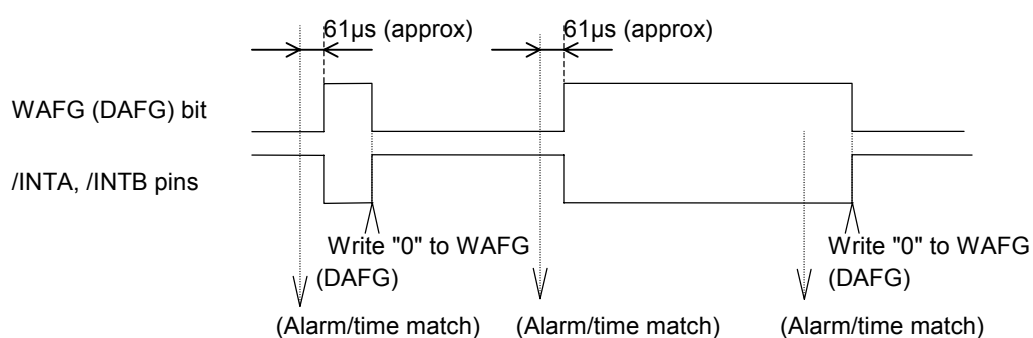 61μs (approx) 61μs (approx)
WAFG (DAFG) bit
/INTA, /INTB pins
Write "0" to WAFG Write "0" to WAFG
(DAFG) (DAFG)
(Alarm/time match) (Alarm/time match) (Alarm/time match)